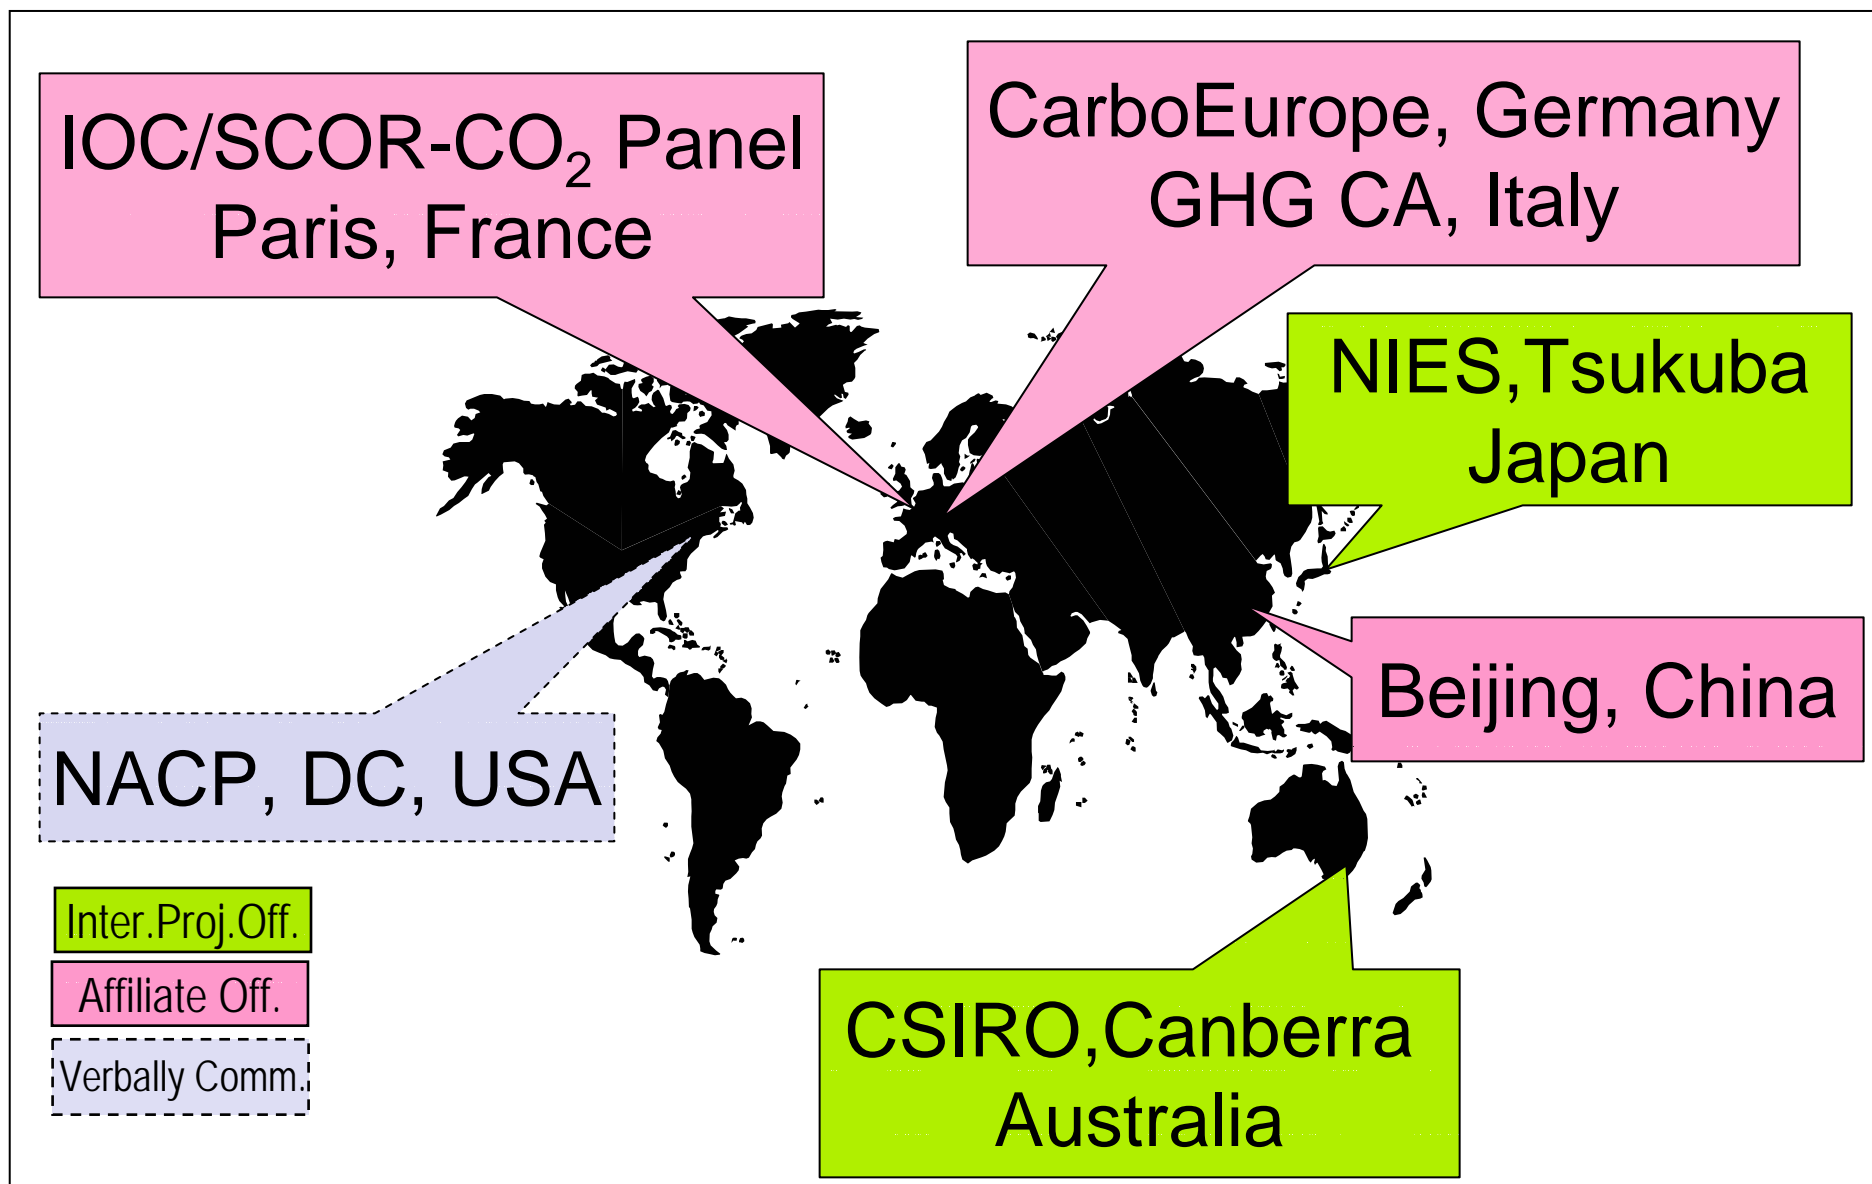 IOC/SCOR-CO₂ Panel
Paris, France
CarboEurope, Germany
GHG CA, Italy
NIES,Tsukuba
Japan
Beijing, China
NACP, DC, USA
Inter.Proj.Off.
Affiliate Off.
Verbally Comm.
CSIRO,Canberra
Australia